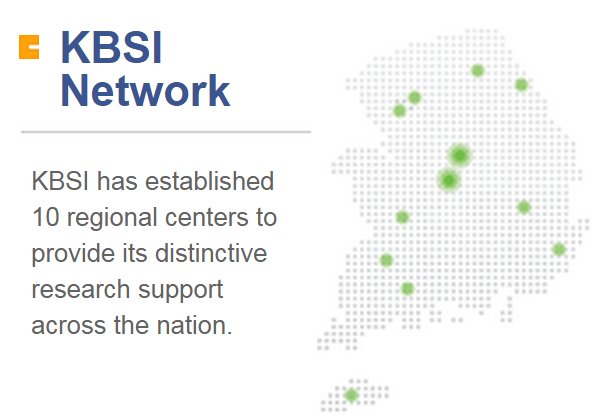 KBSI
Network
KBSI has established
10 regional centers to
provide its distinctive
research support
across the nation.